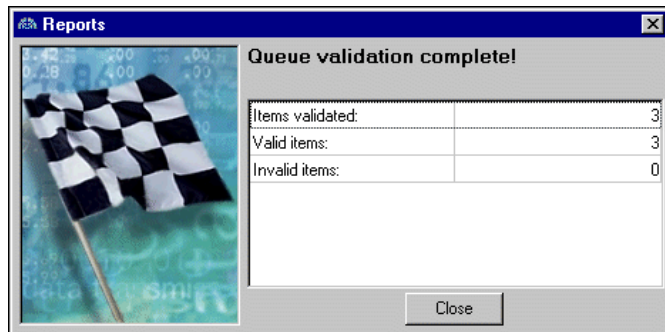 Reports
Queue validation complete!
Items validated: 3
Valid items: 3
Invalid items: 0
Close